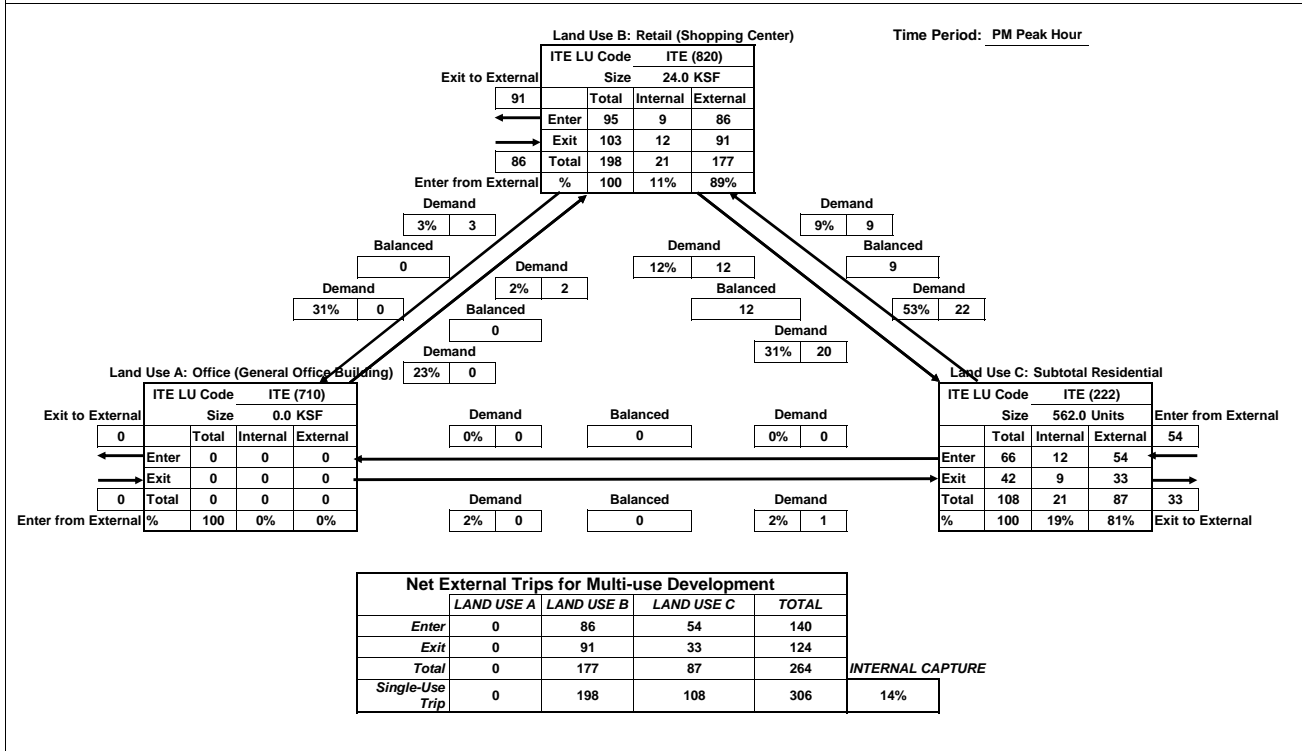 Land Use B: Retail (Shopping Center)
Time Period: PM Peak Hour
ITE LU Code ITE (820)
Exit to External Size 24.0 KSF
91 Total Internal External
Enter 95 9 86
Exit 103 12 91
86 Total 198 21 177
Enter from External % 100 11% 89%
Demand Demand
3% 3 9% 9
Balanced Demand Balanced
0 12% 12 9
Demand
2% 2
Demand Balanced Demand
31% 0 12 53% 22
Balanced
0
Demand
31% 20
Demand
23% 0
Land Use A: Office (General Office Building)
ITE LU Code ITE (710)
Exit to External Size 0.0 KSF
0 Total Internal External
Enter 0 0 0
Exit 0 0 0
0 Total 0 0 0
Enter from External % 100 0% 0%
Demand Balanced Demand
0% 0 0 0% 0
Demand Balanced Demand
2% 0 0 2% 1
Land Use C: Subtotal Residential
ITE LU Code ITE (222)
Size 562.0 Units Enter from External
Total Internal External 54
Enter 66 12 54
Exit 42 9 33
Total 108 21 87 33
% 100 19% 81% Exit to External
Net External Trips for Multi-use Development
LAND USE A LAND USE B LAND USE C TOTAL
Enter 0 86 54 140
Exit 0 91 33 124
Total 0 177 87 264 INTERNAL CAPTURE
Single-Use
Trip 0 198 108 306 14%